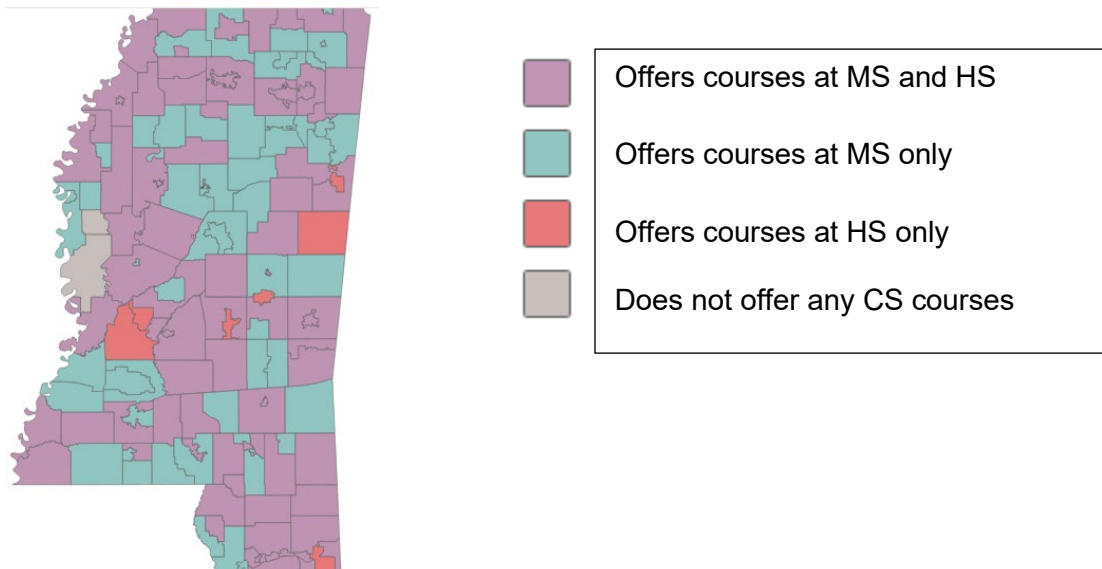 Offers courses at MS and HS
Offers courses at MS only
Offers courses at HS only
Does not offer any CS courses